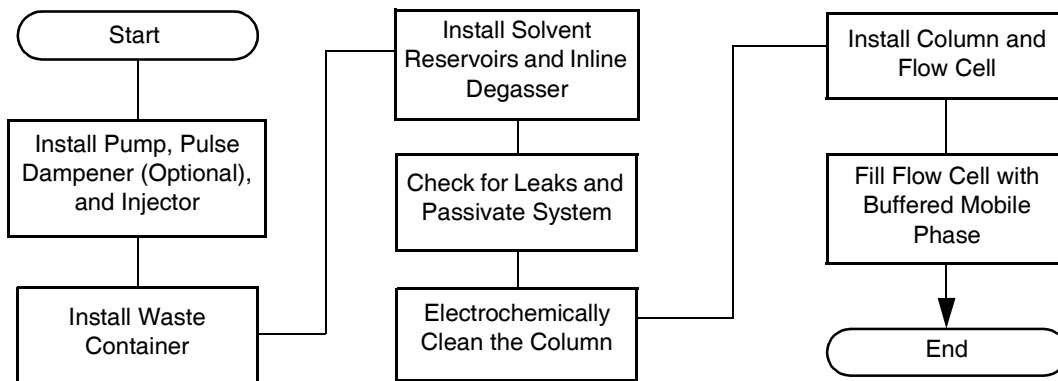 Start
Install Pump, Pulse
Dampener (Optional),
and Injector
Install Waste
Container
Install Solvent
Reservoirs and Inline
Degasser
Check for Leaks and
Passivate System
Electrochemically
Clean the Column
Install Column and
Flow Cell
Fill Flow Cell with
Buffered Mobile
Phase
End